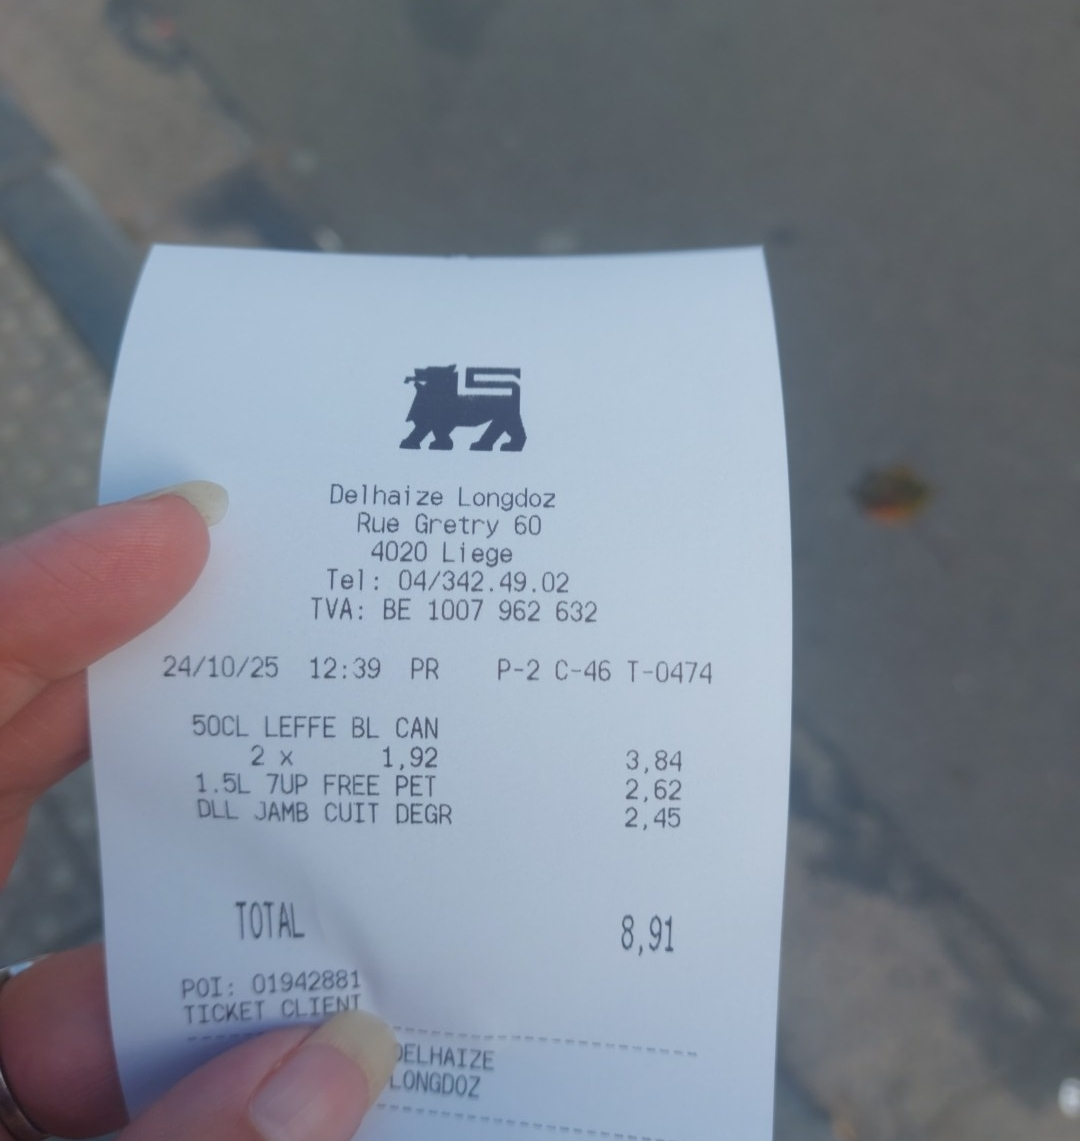 Delhaize Longdoz
Rue Gretry 60
4020 Liege
Tel: 04/342.49.02
TVA: BE 1007 962 632
24/10/25 12:39 PR P-2 C-46 T-0474
50CL LEFFE BL CAN
2 x 1,92 3,84
1.5L 7UP FREE PET 2,62
DLL JAMB CUIT DEGR 2,45
TOTAL 8,91
POI: 01942881
TICKET CLIENT
DELHAIZE
LONGDOZ